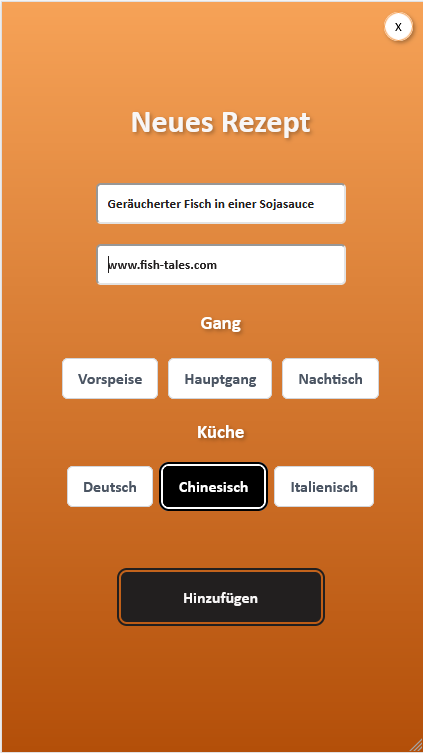 X
Neues Rezept
Geräucherter Fisch in einer Sojasauce
www.fish-tales.com
Gang
Vorspeise Hauptgang Nachtisch
Küche
Deutsch Chinesisch Italienisch
Hinzufügen